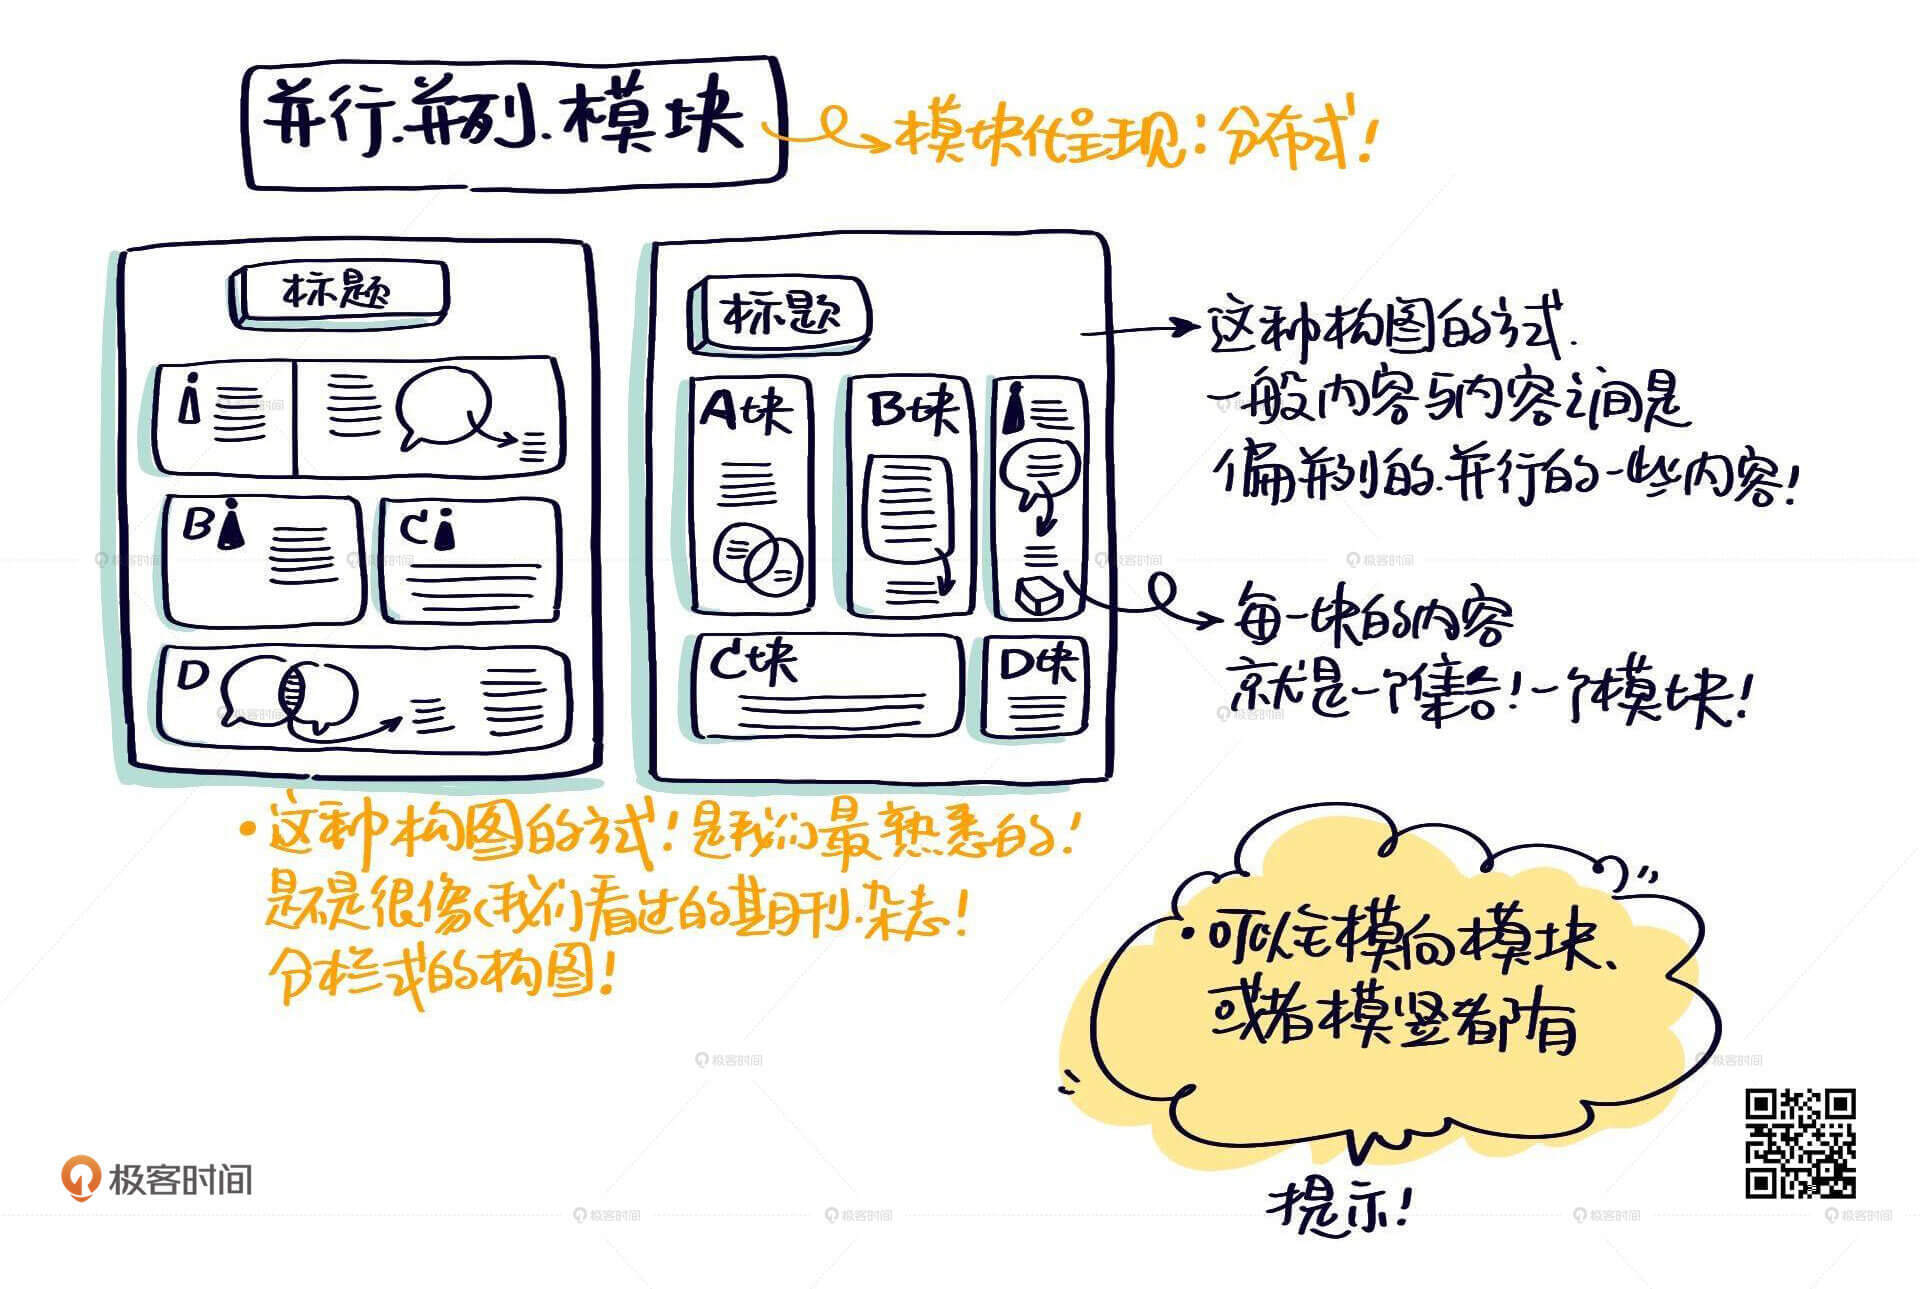 并行.并列.模块
模块化呈现：分布式！
标题
B
C
D
标题
A块
B块
C块
D块
这种构图的方式.
一般内容与内容之间是
偏并列的.并行的一些内容！
每一块的内容
就是一个集合！一个模块！
•这种构图的方式！是我们最熟悉的！
是不是很像(我们看过的期刊.杂志！
分栏式的构图！
•可以全模向模块、
或者模竖都有
提示！
极客时间